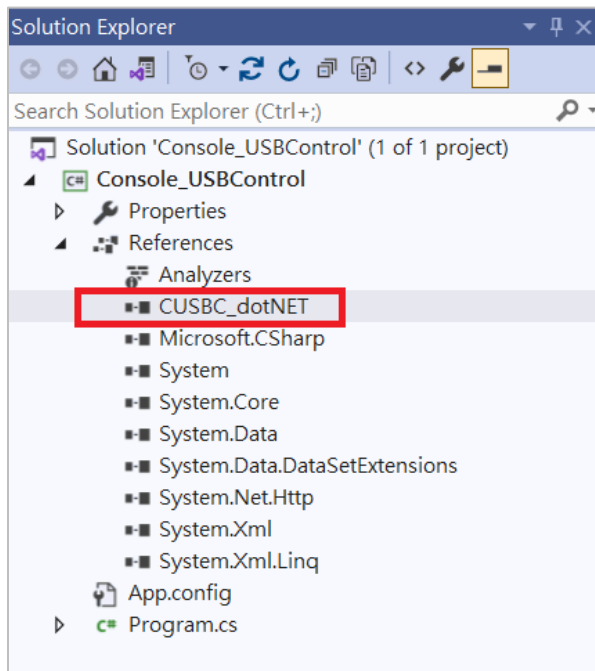 Solution Explorer
Search Solution Explorer (Ctrl+;)
Solution 'Console_USBControl' (1 of 1 project)
C# Console_USBControl
Properties
References
Analyzers
CUSBC_dotNET
Microsoft.CSharp
System
System.Core
System.Data
System.Data.DataSetExtensions
System.Net.Http
System.Xml
System.Xml.Linq
App.config
C# Program.cs